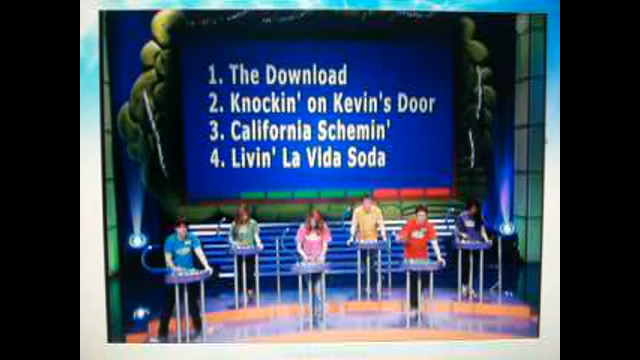 1. The Download
2. Knockin' on Kevin's Door
3. California Schemin'
4. Livin' La Vida Soda